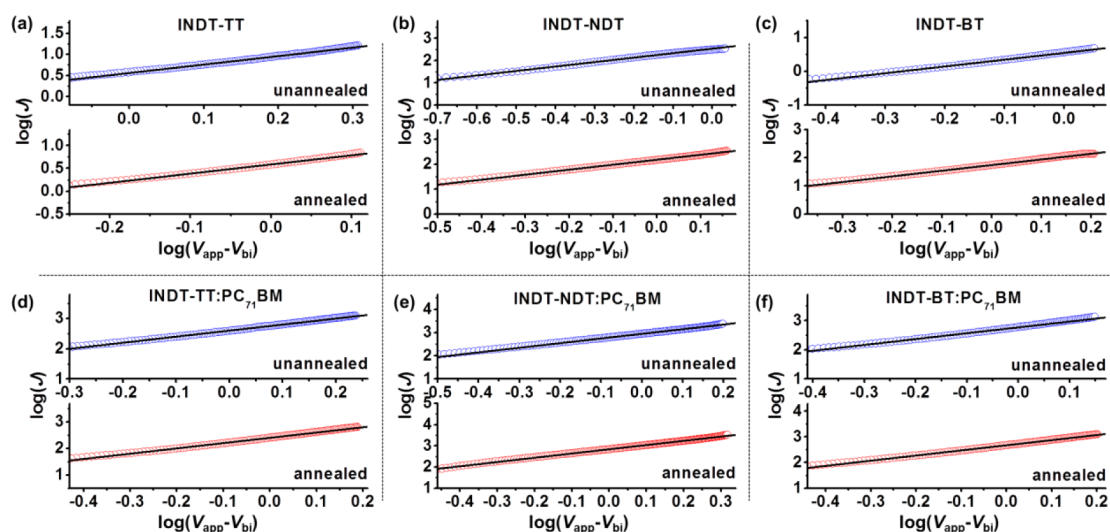 (a) INDT-TT
1.5
1.0
0.5
0.0
unannealed
0.0 0.1 0.2 0.3
log(J)
1.0
0.5
0.0
-0.5
annealed
-0.2 -0.1 0.0 0.1
log(Vapp-Vbi)
(b) INDT-NDT
3
2
1
0
unannealed
-0.7 -0.6 -0.5 -0.4 -0.3 -0.2 -0.1 0.0
log(J)
3
2
1
0
annealed
-0.5 -0.4 -0.3 -0.2 -0.1 0.0 0.1
log(Vapp-Vbi)
(c) INDT-BT
1
0
-1
unannealed
-0.4 -0.3 -0.2 -0.1 0.0
log(J)
3
2
1
0
annealed
-0.3 -0.2 -0.1 0.0 0.1 0.2
log(Vapp-Vbi)
(d) INDT-TT:PC71BM
3
2
1
unannealed
-0.3 -0.2 -0.1 0.0 0.1 0.2
log(J)
3
2
1
annealed
-0.4 -0.3 -0.2 -0.1 0.0 0.1 0.2
log(Vapp-Vbi)
(e) INDT-NDT:PC71BM
4
3
2
1
unannealed
-0.5 -0.4 -0.3 -0.2 -0.1 0.0 0.1 0.2
log(J)
5
4
3
2
1
annealed
-0.4 -0.3 -0.2 -0.1 0.0 0.1 0.2 0.3
log(Vapp-Vbi)
(f) INDT-BT:PC71BM
3
2
1
unannealed
-0.4 -0.3 -0.2 -0.1 0.0 0.1
log(J)
4
3
2
1
annealed
-0.4 -0.3 -0.2 -0.1 0.0 0.1 0.2
log(Vapp-Vbi)